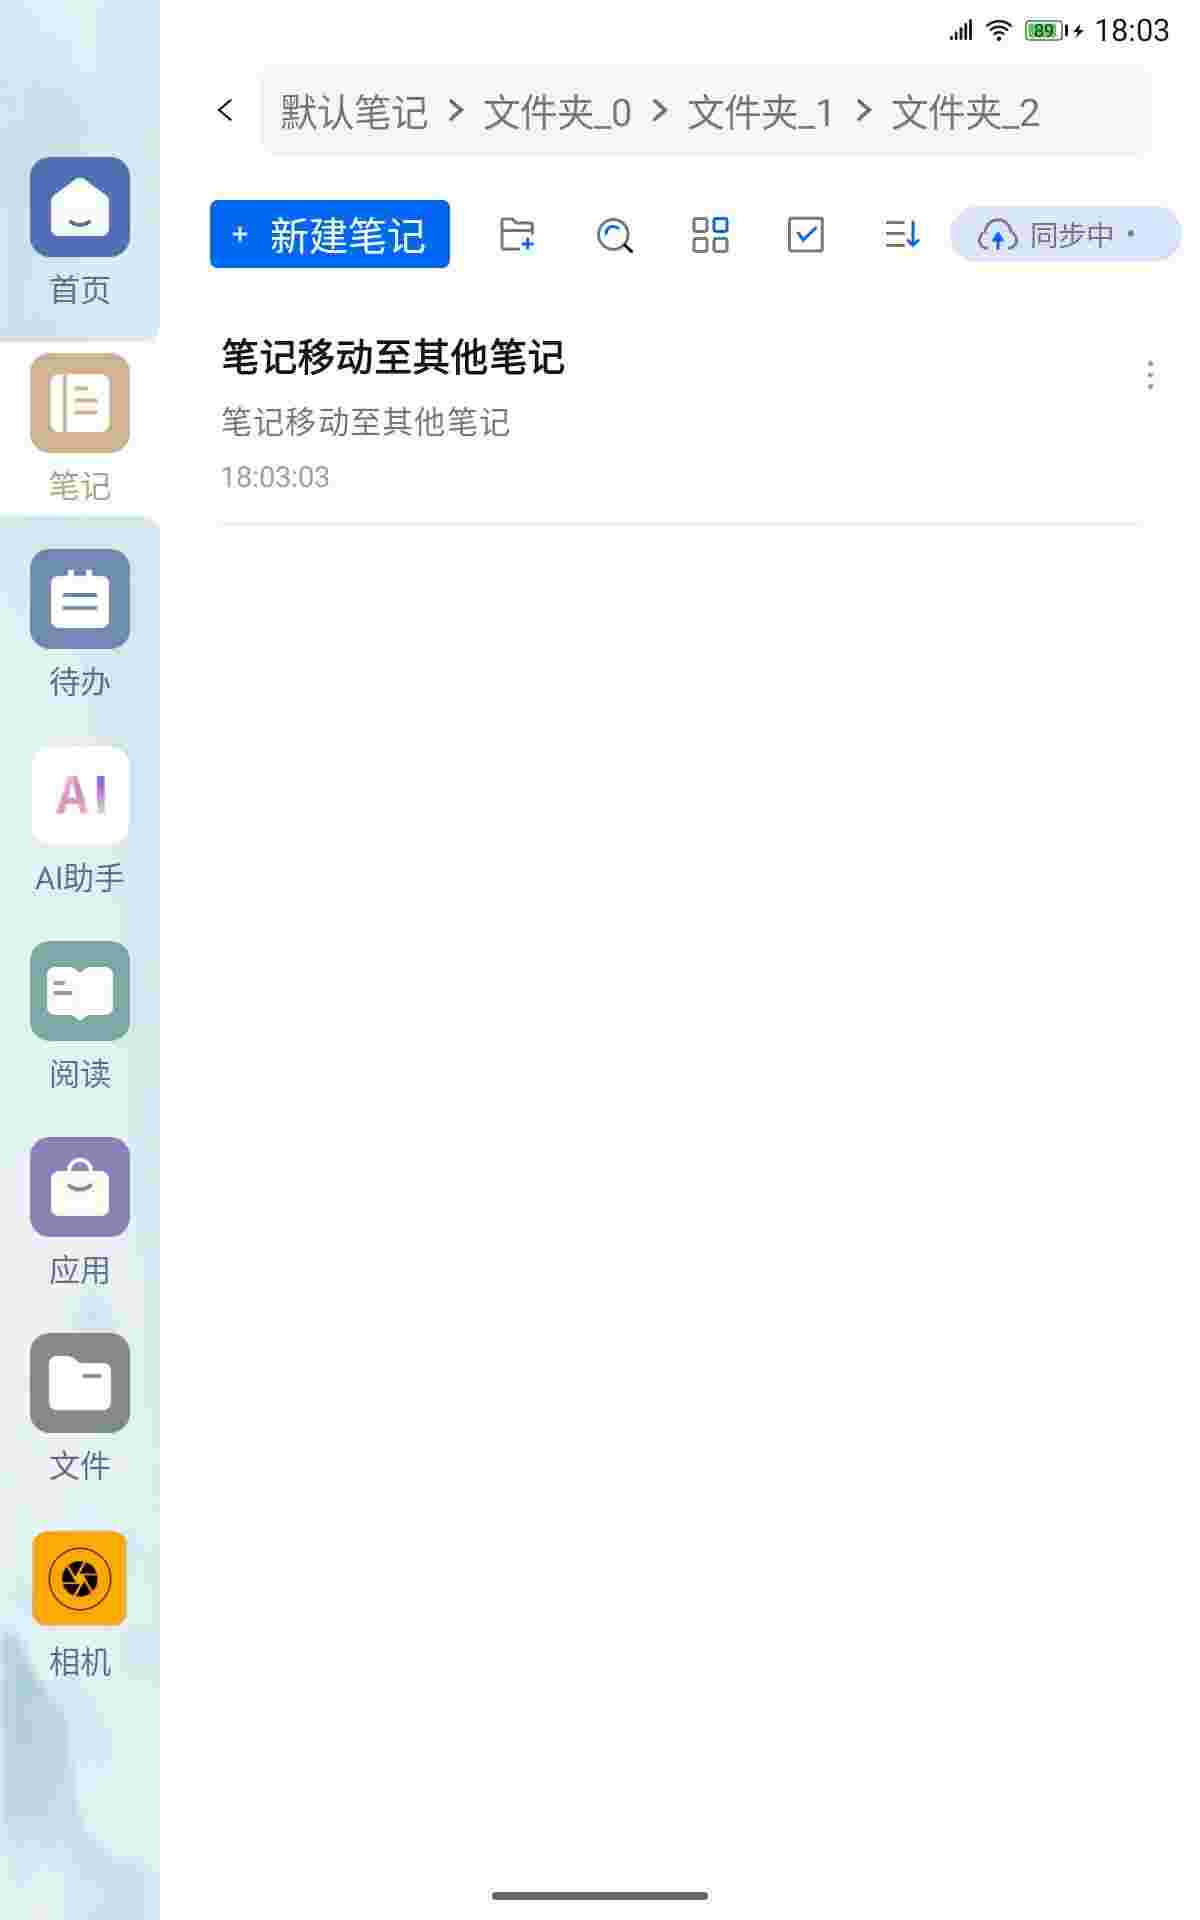 89 18:03
默认笔记 > 文件夹_0 > 文件夹_1 > 文件夹_2
+ 新建笔记
同步中 ·
首页
笔记移动至其他笔记
笔记移动至其他笔记
18:03:03
笔记
待办
AI
AI助手
阅读
应用
文件
相机